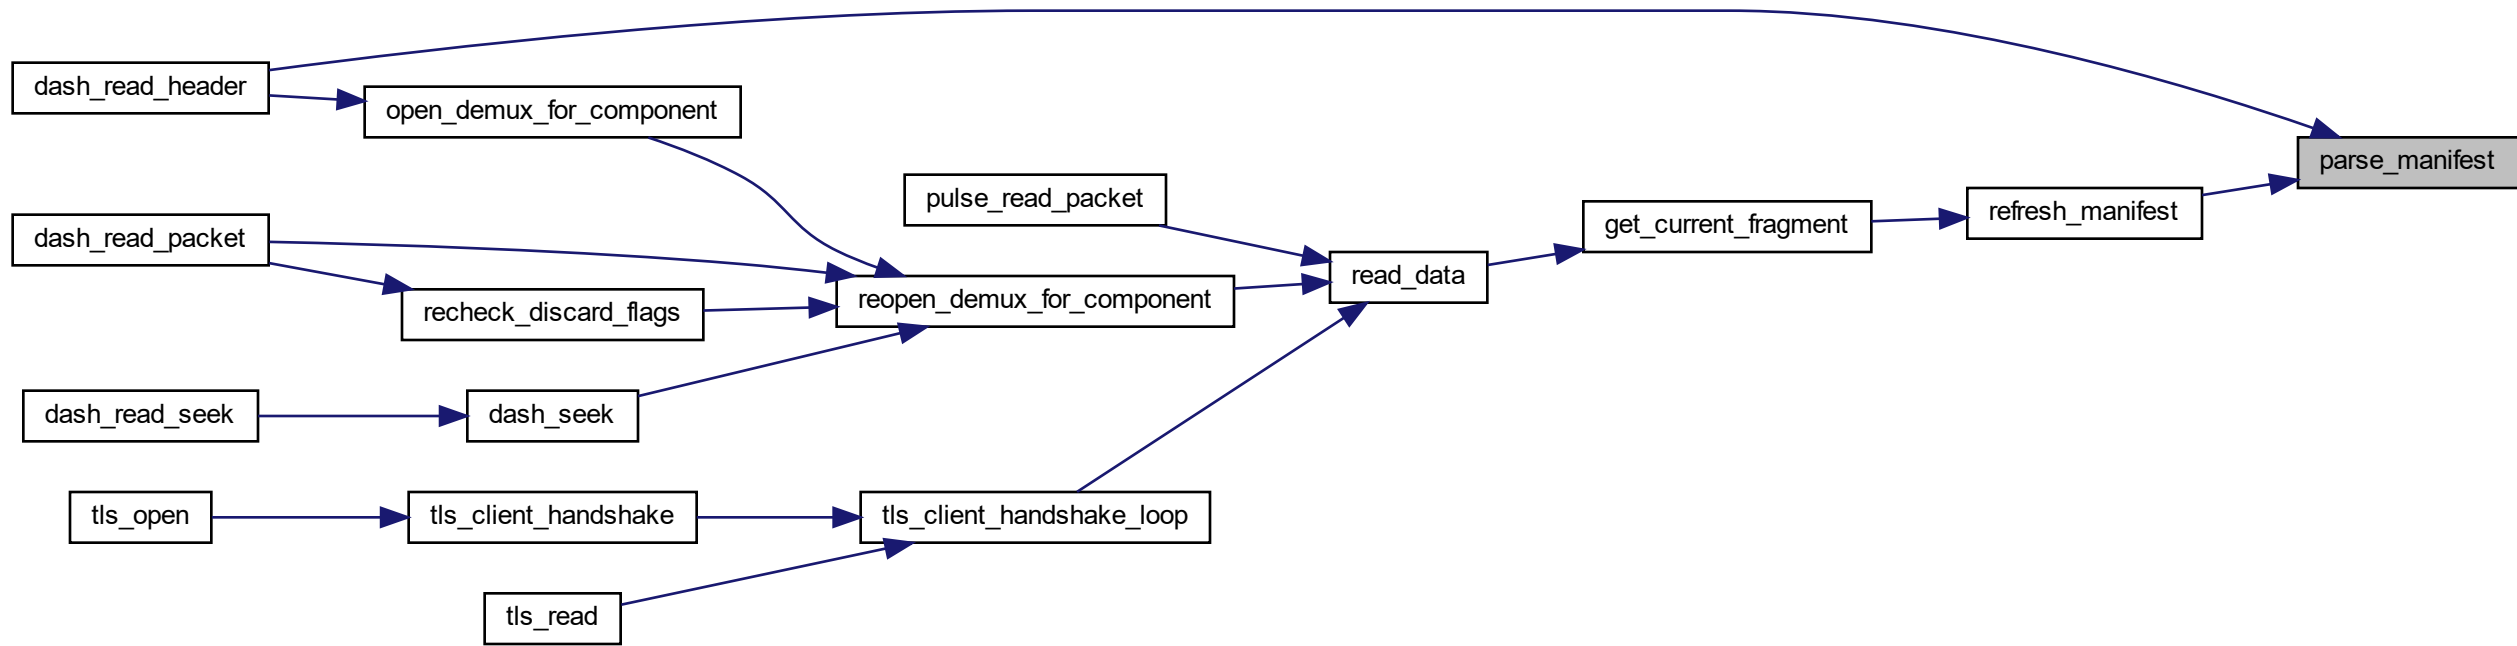 dash_read_header
open_demux_for_component
parse_manifest
pulse_read_packet
refresh_manifest
get_current_fragment
dash_read_packet
read_data
reopen_demux_for_component
recheck_discard_flags
dash_read_seek
dash_seek
tls_open
tls_client_handshake
tls_client_handshake_loop
tls_read